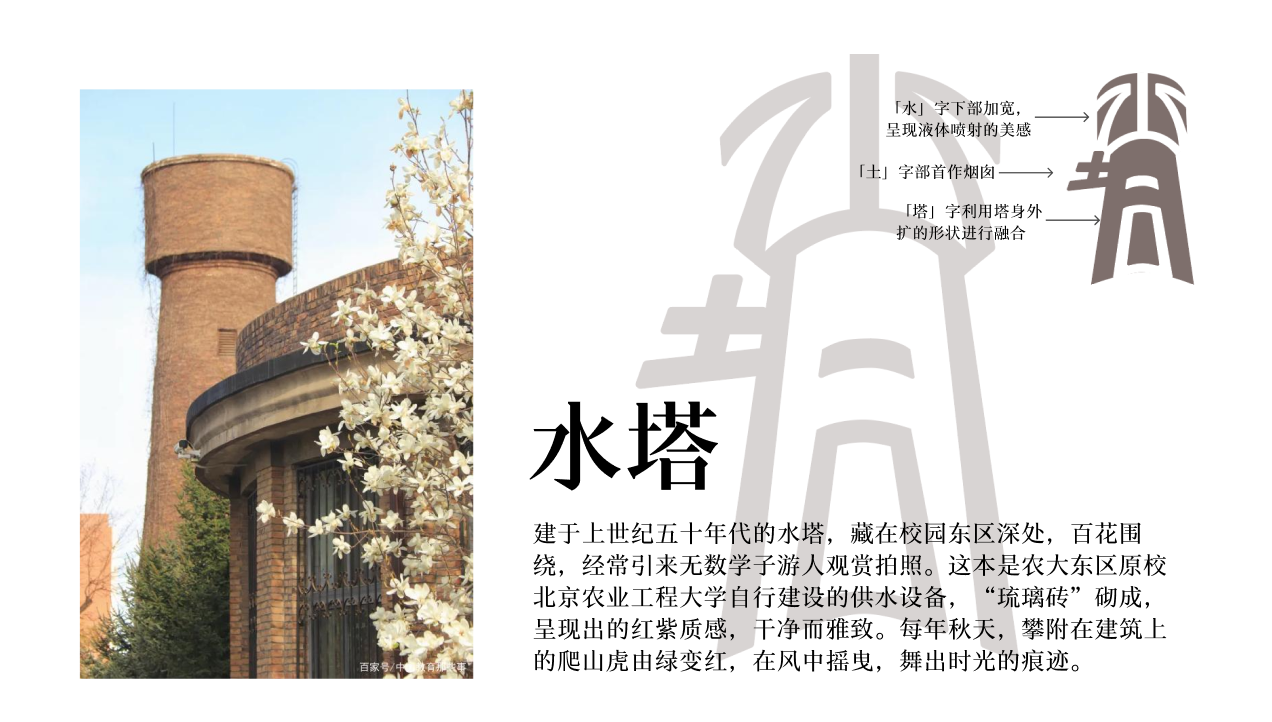 「水」字下部加宽，
呈现液体喷射的美感
「土」字部首作烟囱
「塔」字利用塔身外
扩的形状进行融合
水塔
建于上世纪五十年代的水塔，藏在校园东区深处，百花围
绕，经常引来无数学子游人观赏拍照。这本是农大东区原校
北京农业工程大学自行建设的供水设备，“琉璃砖”砌成，
呈现出的红紫质感，干净而雅致。每年秋天，攀附在建筑上
的爬山虎由绿变红，在风中摇曳，舞出时光的痕迹。
百家号/中国教育那些事